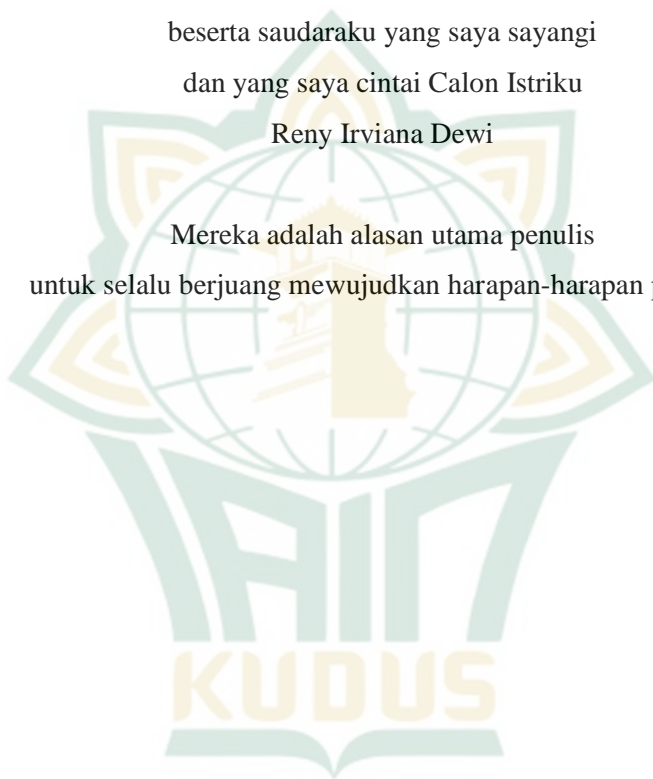 beserta saudaraku yang saya sayangi
dan yang saya cintai Calon Istriku
Reny Irviana Dewi
Mereka adalah alasan utama penulis
untuk selalu berjuang mewujudkan harapan-harapan
IAIN
KUDUS